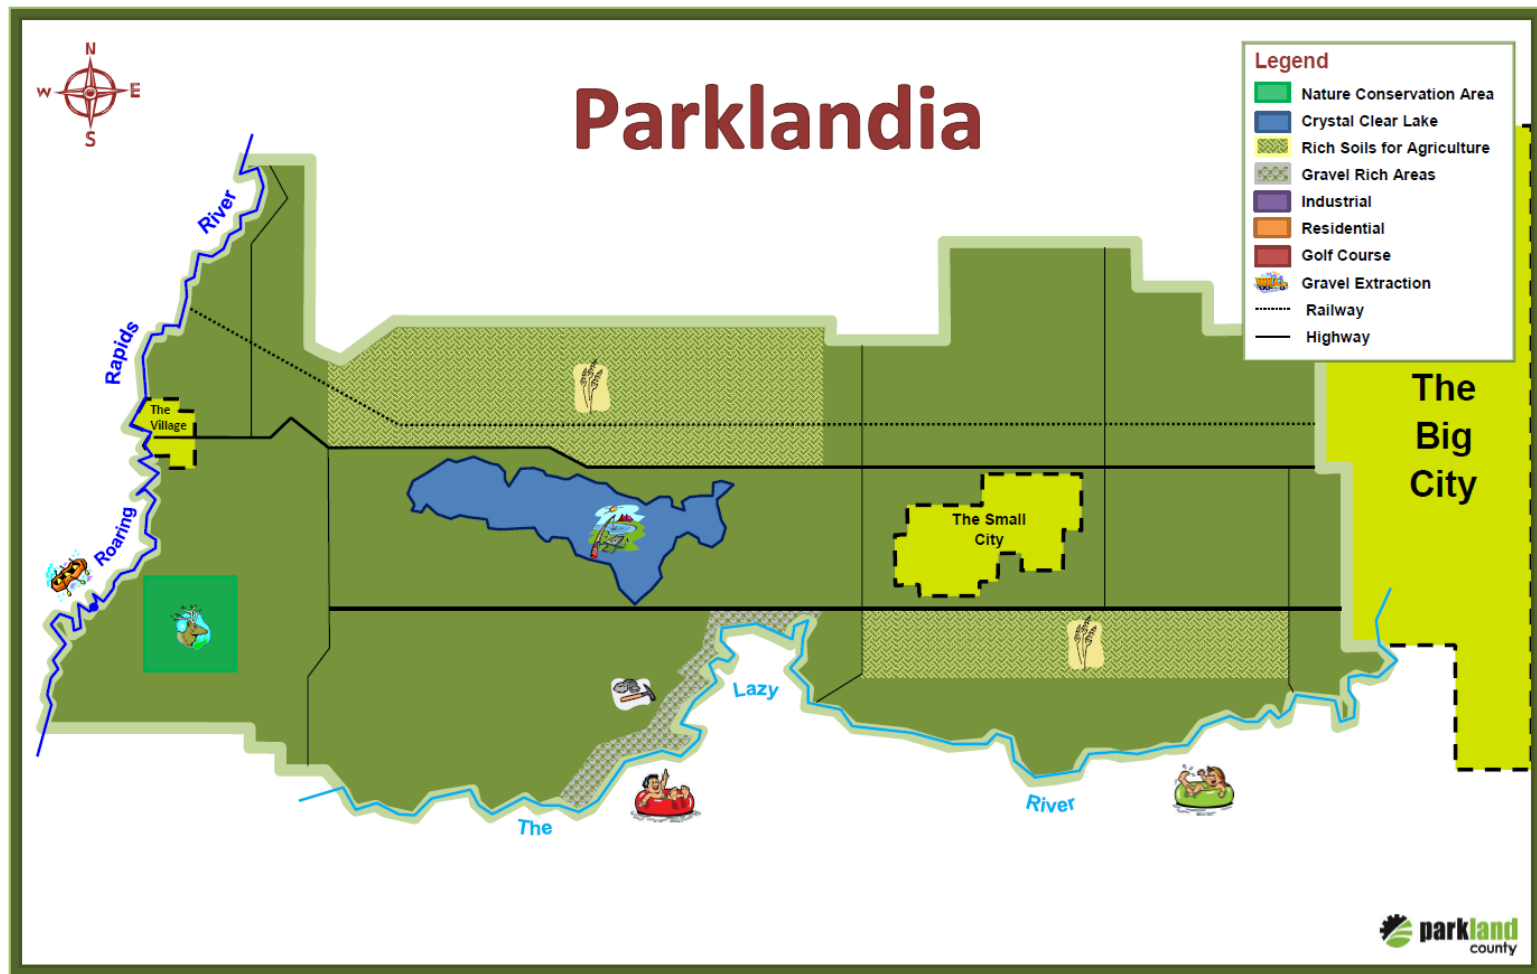 N
W E
S
Parklandia
Legend
Nature Conservation Area
Crystal Clear Lake
Rich Soils for Agriculture
Gravel Rich Areas
Industrial
Residential
Golf Course
Gravel Extraction
Railway
Highway
River
Rapids
Roaring
The
Village
The
Big
City
The Small
City
Lazy
River
The
parkland
county